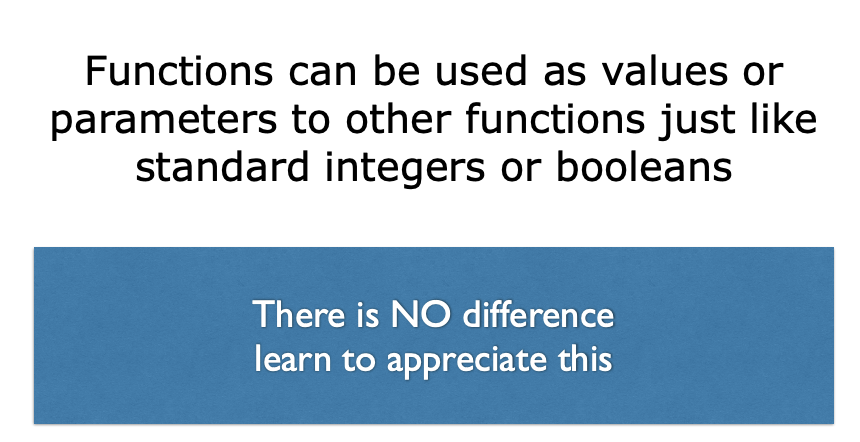 Functions can be used as values or
parameters to other functions just like
standard integers or booleans
There is NO difference
learn to appreciate this